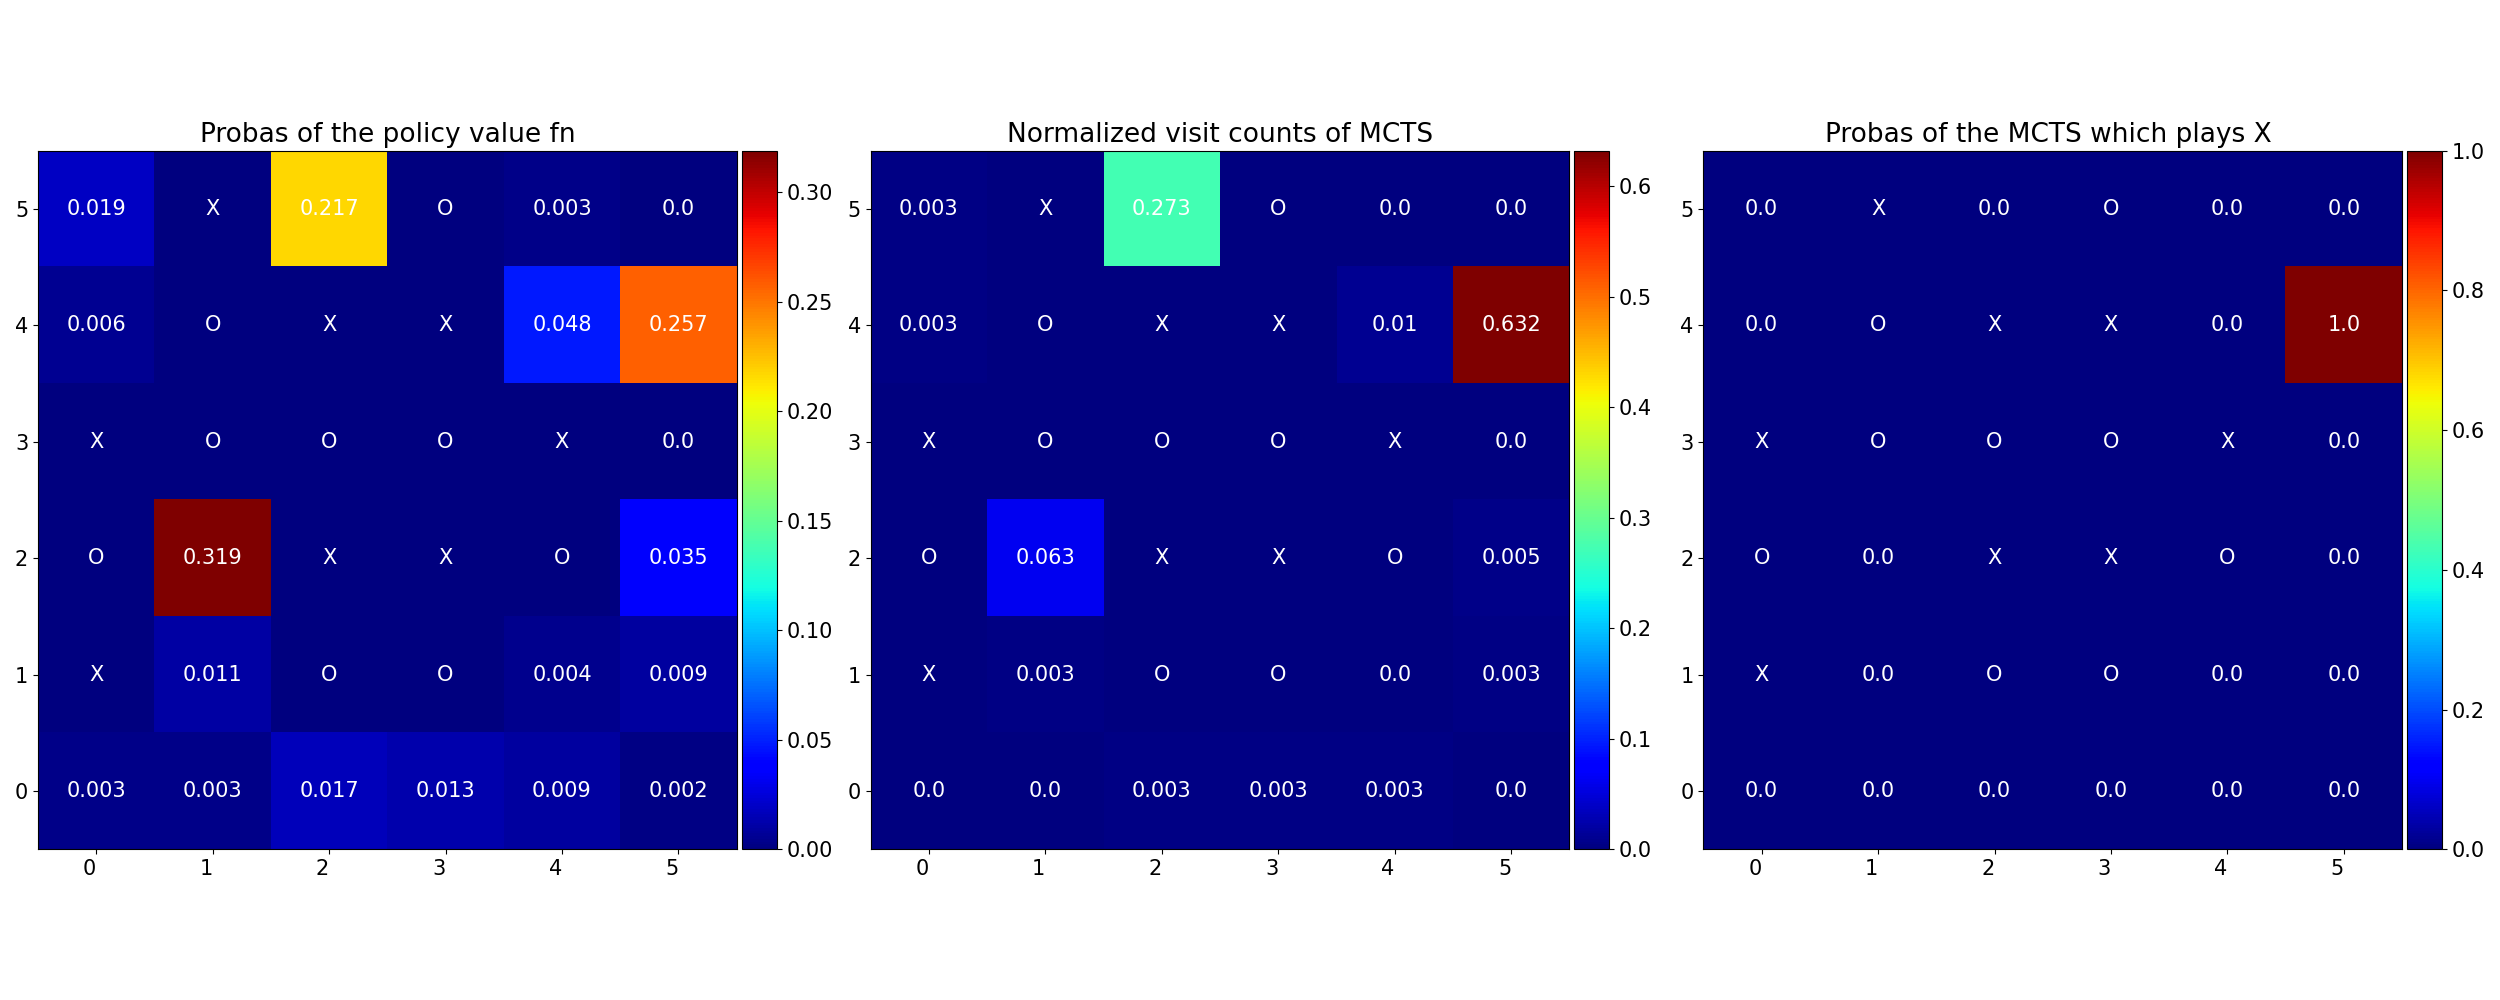 Probas of the policy value fn
5 0.019 X 0.217 O 0.003 0.0
4 0.006 O X X 0.048 0.257
3 X O O O X 0.0
2 O 0.319 X X O 0.035
1 X 0.011 O O 0.004 0.009
0 0.003 0.003 0.017 0.013 0.009 0.002
0 1 2 3 4 5
0.30
0.25
0.20
0.15
0.10
0.05
0.00
Normalized visit counts of MCTS
5 0.003 X 0.273 O 0.0 0.0
4 0.003 O X X 0.01 0.632
3 X O O O X 0.0
2 O 0.063 X X O 0.005
1 X 0.003 O O 0.0 0.003
0 0.0 0.0 0.003 0.003 0.003 0.0
0 1 2 3 4 5
0.6
0.5
0.4
0.3
0.2
0.1
0.0
Probas of the MCTS which plays X
5 0.0 X 0.0 O 0.0 0.0
4 0.0 O X X 0.0 1.0
3 X O O O X 0.0
2 O 0.0 X X O 0.0
1 X 0.0 O O 0.0 0.0
0 0.0 0.0 0.0 0.0 0.0 0.0
0 1 2 3 4 5
1.0
0.8
0.6
0.4
0.2
0.0